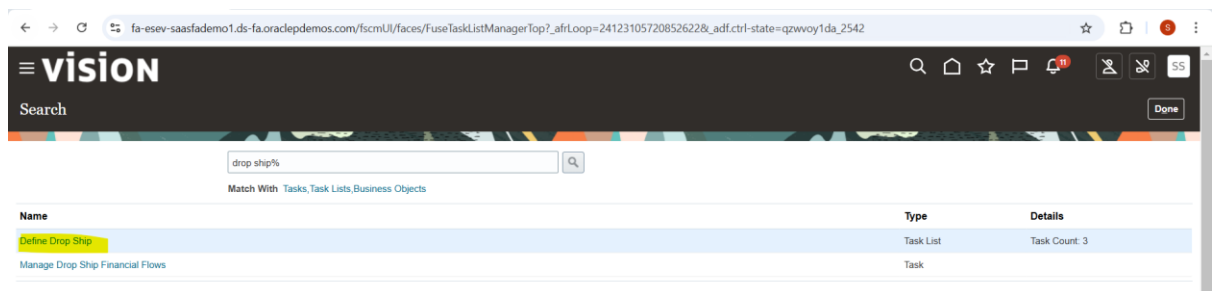 fa-esev-saasfademo1.ds-fa.oraclepdemos.com/fscmUI/faces/FuseTaskListManagerTop?_afrLoop=24123105720852622&_adf.ctrl-state=qzwvoy1da_2542 S
VISION 11 SS
Search Done
drop ship%
Match With Tasks,Task Lists,Business Objects
Name Type Details
Define Drop Ship Task List Task Count: 3
Manage Drop Ship Financial Flows Task